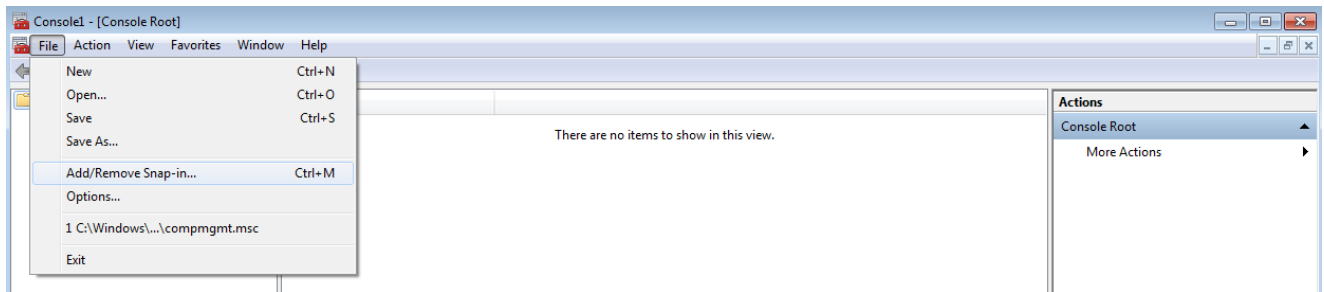 Console1 - [Console Root]
File Action View Favorites Window Help
New Ctrl+N
Open... Ctrl+O
Save Ctrl+S
Save As...
Add/Remove Snap-in... Ctrl+M
Options...
1 C:\Windows\...\compmgmt.msc
Exit
There are no items to show in this view.
Actions
Console Root
More Actions